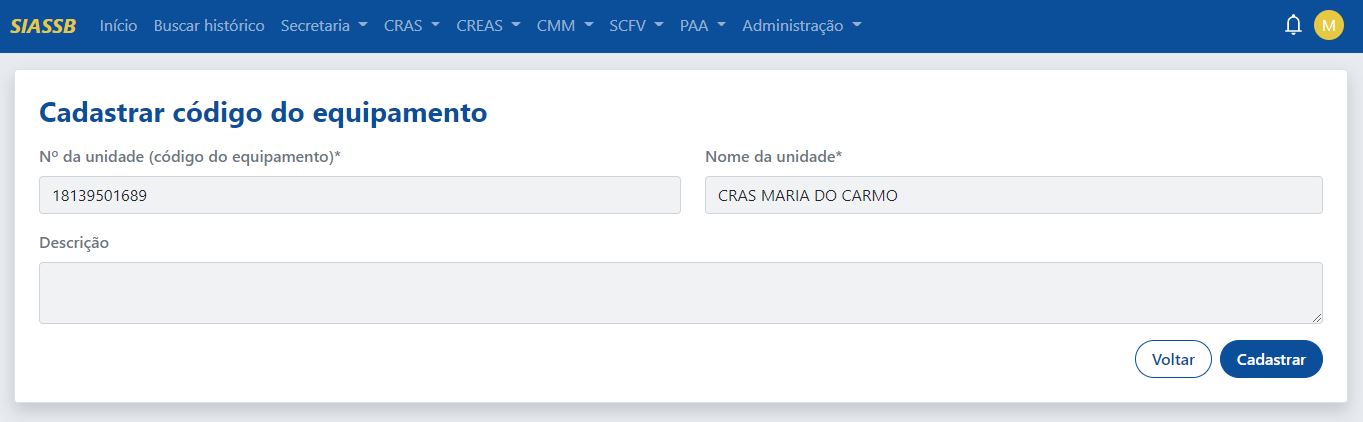 SIASSB Início Buscar histórico Secretaria CRAS CREAS CMM SCFV PAA Administração M
Cadastrar código do equipamento
Nº da unidade (código do equipamento)* Nome da unidade*
18139501689 CRAS MARIA DO CARMO
Descrição
Voltar Cadastrar